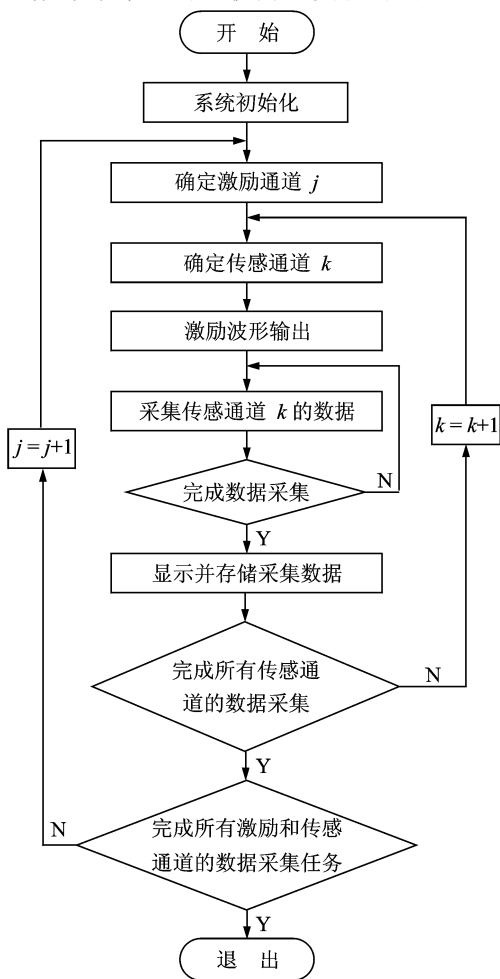 开 始
系统初始化
确定激励通道 j
确定传感通道 k
激励波形输出
采集传感通道 k 的数据
j = j+1
k = k+1
完成数据采集
N
Y
显示并存储采集数据
完成所有传感通
道的数据采集
N
Y
完成所有激励和传感
通道的数据采集任务
N
Y
退 出